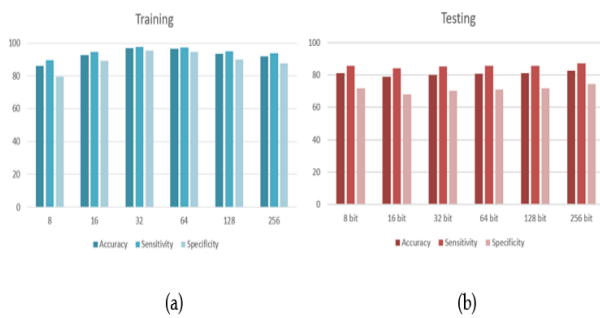 Training
100
80
60
40
20
0
8 16 32 64 128 256
Accuracy Sensitivity Specificity
(a)
Testing
100
80
60
40
20
0
8 bit 16 bit 32 bit 64 bit 128 bit 256 bit
Accuracy Sensitivity Specificity
(b)